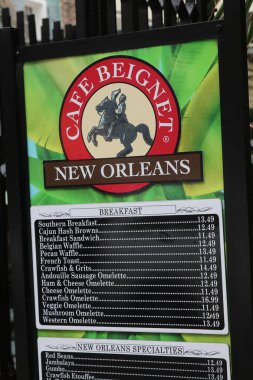 CAFE BEIGNET
®
NEW ORLEANS
BREAKFAST
Southern Breakfast 13.49
Cajun Hash Browns 12.49
Breakfast Sandwich 11.49
Belgian Waffle 12.49
Pecan Waffle 13.49
French Toast 11.49
Crawfish & Grits 14.49
Andouille Sausage Omelette 12.49
Ham & Cheese Omelette 12.49
Cheese Omelette 11.49
Crawfish Omelette 16.99
Veggie Omelette 11.49
Mushroom Omelette 12.49
Western Omelette 13.49
NEW ORLEANS SPECIALTIES
Red Beans
Jambalaya
Gumbo
Crawfish Etouffee